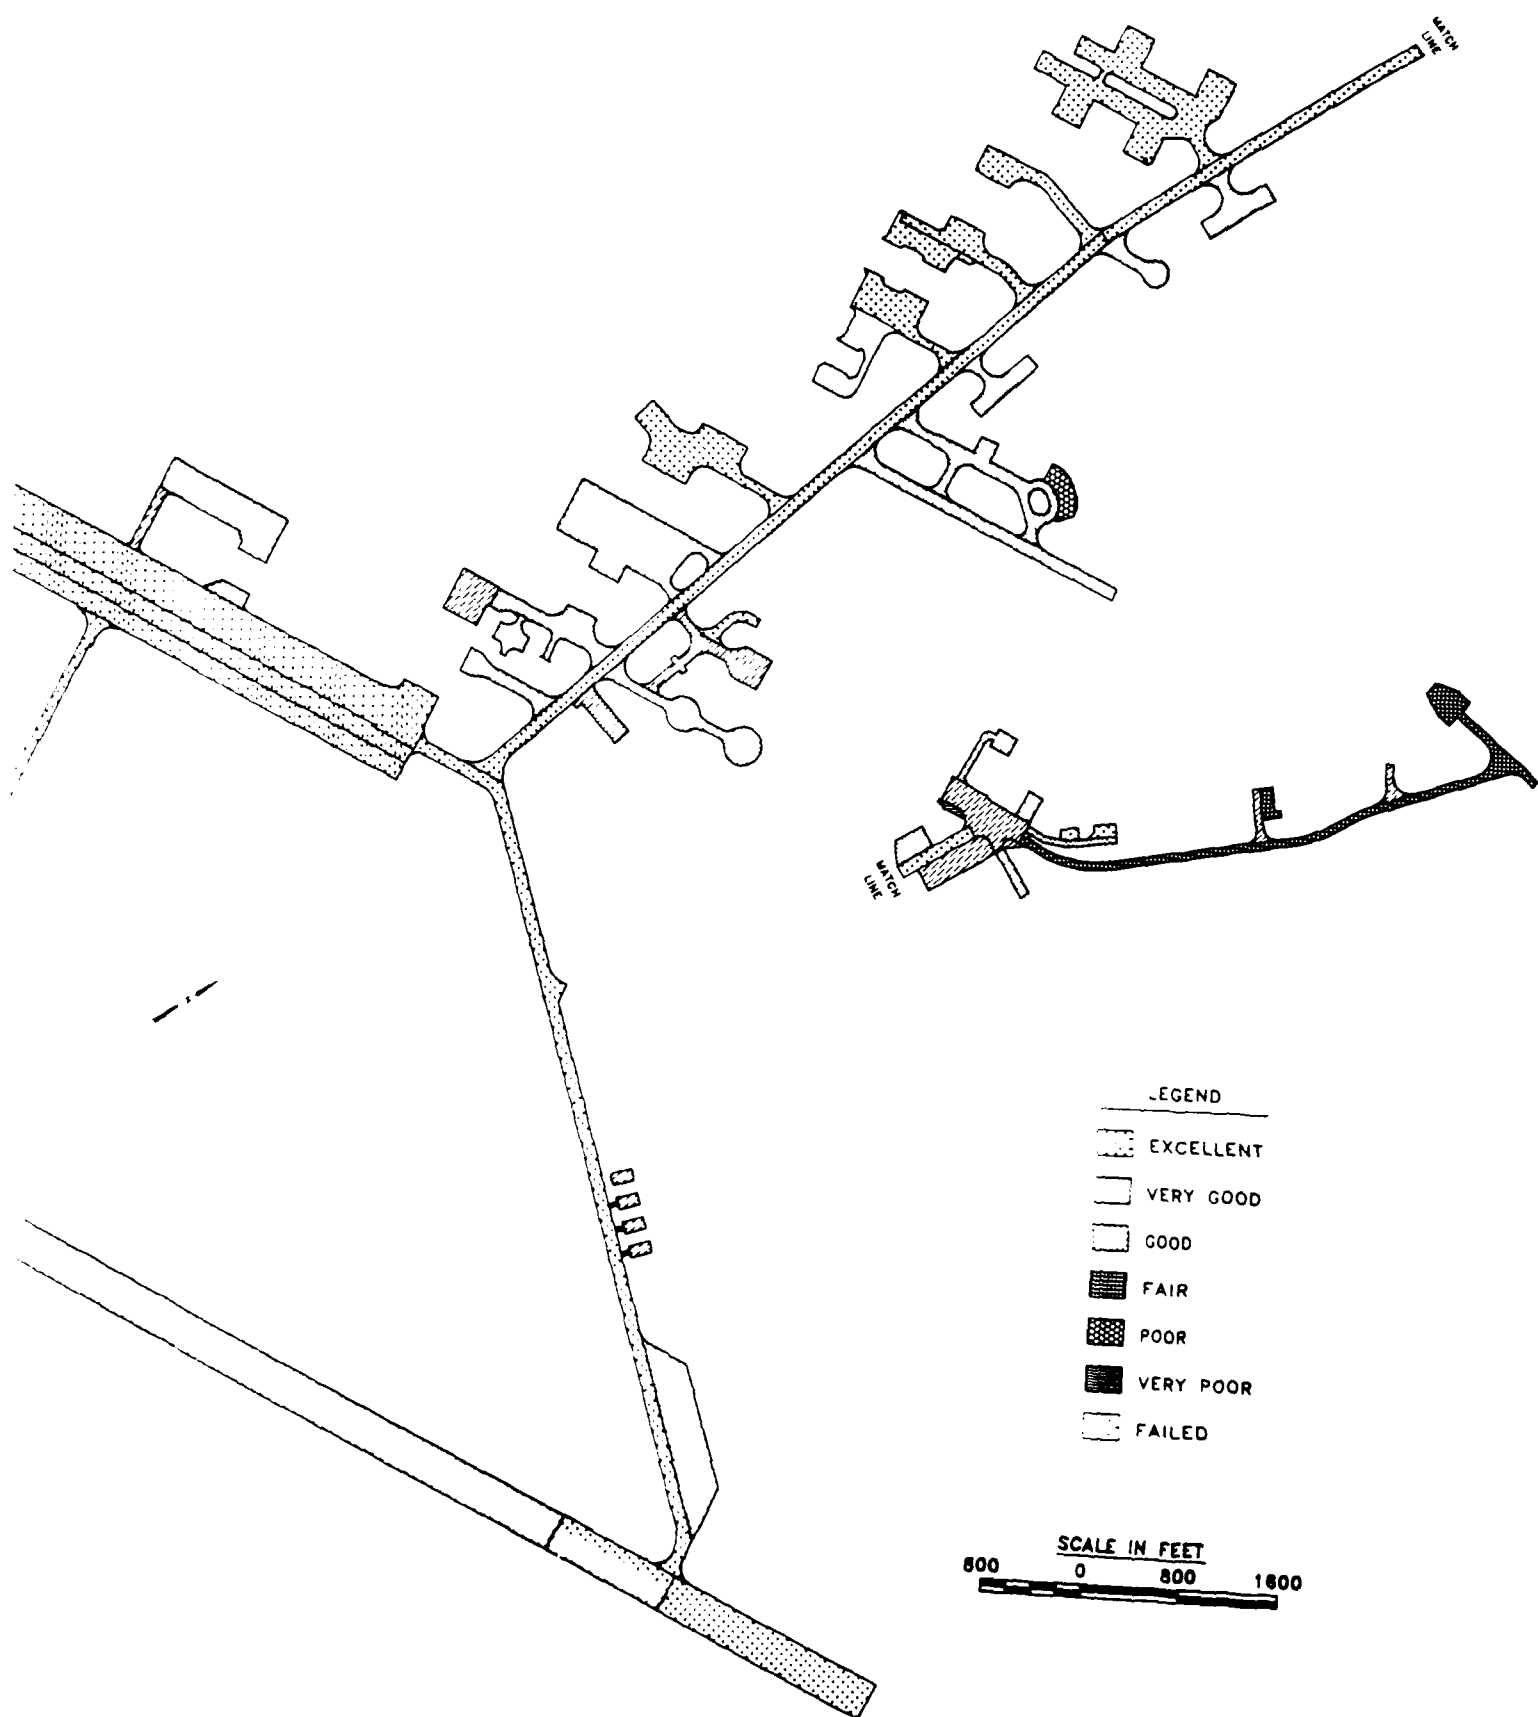 MATCH
LINE
MATCH
LINE
LEGEND
EXCELLENT
VERY GOOD
GOOD
FAIR
POOR
VERY POOR
FAILED
SCALE IN FEET
800 0 800 1600